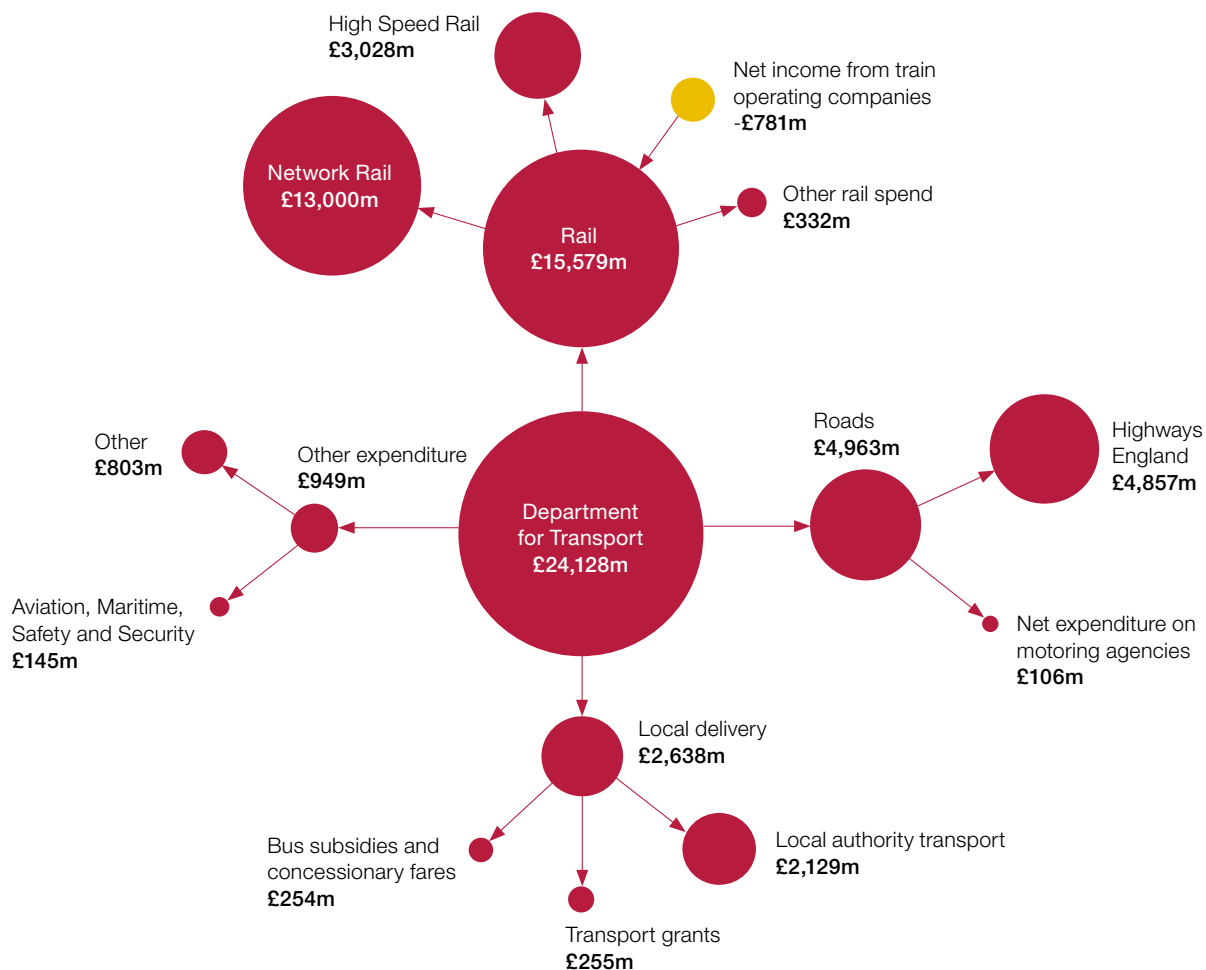 High Speed Rail
£3,028m
Net income from train
operating companies
-£781m
Network Rail
£13,000m
Other rail spend
£332m
Rail
£15,579m
Other
£803m
Other expenditure
£949m
Roads
£4,963m
Highways
England
£4,857m
Department
for Transport
£24,128m
Aviation, Maritime,
Safety and Security
£145m
Net expenditure on
motoring agencies
£106m
Local delivery
£2,638m
Bus subsidies and
concessionary fares
£254m
Local authority transport
£2,129m
Transport grants
£255m